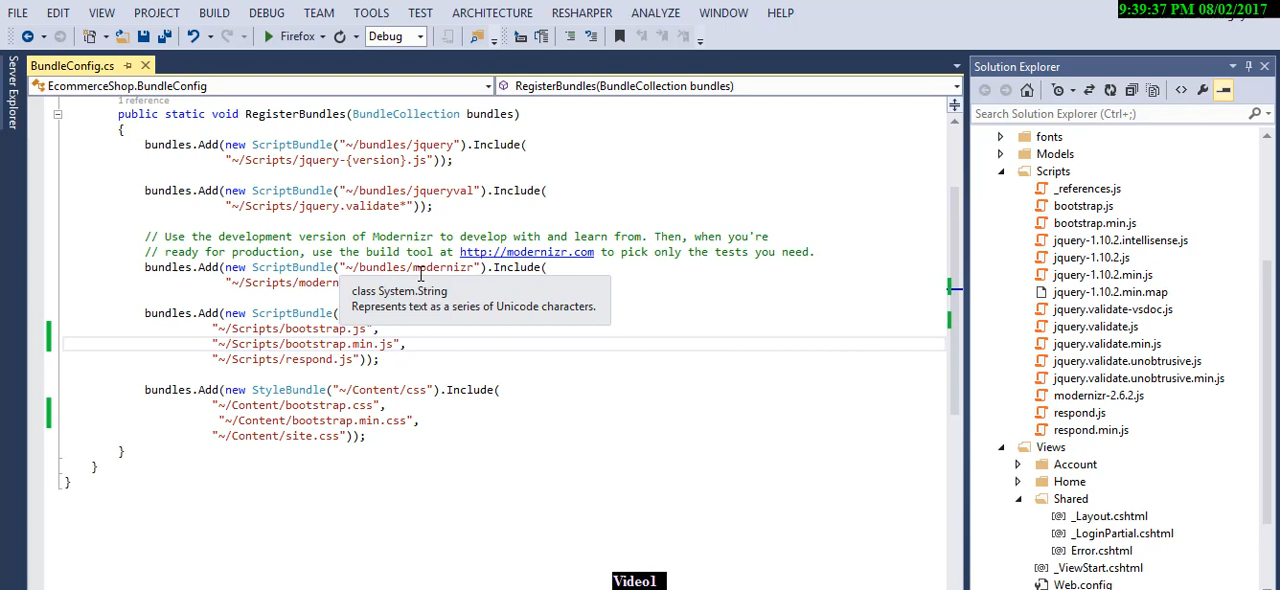 FILE EDIT VIEW PROJECT BUILD DEBUG TEAM TOOLS TEST ARCHITECTURE RESHARPER ANALYZE WINDOW HELP
9:39:37 PM 08/02/2017
Firefox Debug
Server Explorer
BundleConfig.cs
EcommerceShop.BundleConfig RegisterBundles(BundleCollection bundles)
1 reference
public static void RegisterBundles(BundleCollection bundles)
{
bundles.Add(new ScriptBundle("~/bundles/jquery").Include(
"~/Scripts/jquery-{version}.js"));
bundles.Add(new ScriptBundle("~/bundles/jqueryval").Include(
"~/Scripts/jquery.validate*"));
// Use the development version of Modernizr to develop with and learn from. Then, when you're
// ready for production, use the build tool at http://modernizr.com to pick only the tests you need.
bundles.Add(new ScriptBundle("~/bundles/modernizr").Include(
"~/Scripts/modern
class System.String
Represents text as a series of Unicode characters.
bundles.Add(new ScriptBundle(
"~/Scripts/bootstrap.js",
"~/Scripts/bootstrap.min.js",
"~/Scripts/respond.js"));
bundles.Add(new StyleBundle("~/Content/css").Include(
"~/Content/bootstrap.css",
"~/Content/bootstrap.min.css",
"~/Content/site.css"));
}
}
}
Video1
Solution Explorer
Search Solution Explorer (Ctrl+;)
fonts
Models
Scripts
_references.js
bootstrap.js
bootstrap.min.js
jquery-1.10.2.intellisense.js
jquery-1.10.2.js
jquery-1.10.2.min.js
jquery-1.10.2.min.map
jquery.validate-vsdoc.js
jquery.validate.js
jquery.validate.min.js
jquery.validate.unobtrusive.js
jquery.validate.unobtrusive.min.js
modernizr-2.6.2.js
respond.js
respond.min.js
Views
Account
Home
Shared
_Layout.cshtml
_LoginPartial.cshtml
Error.cshtml
_ViewStart.cshtml
Web.config